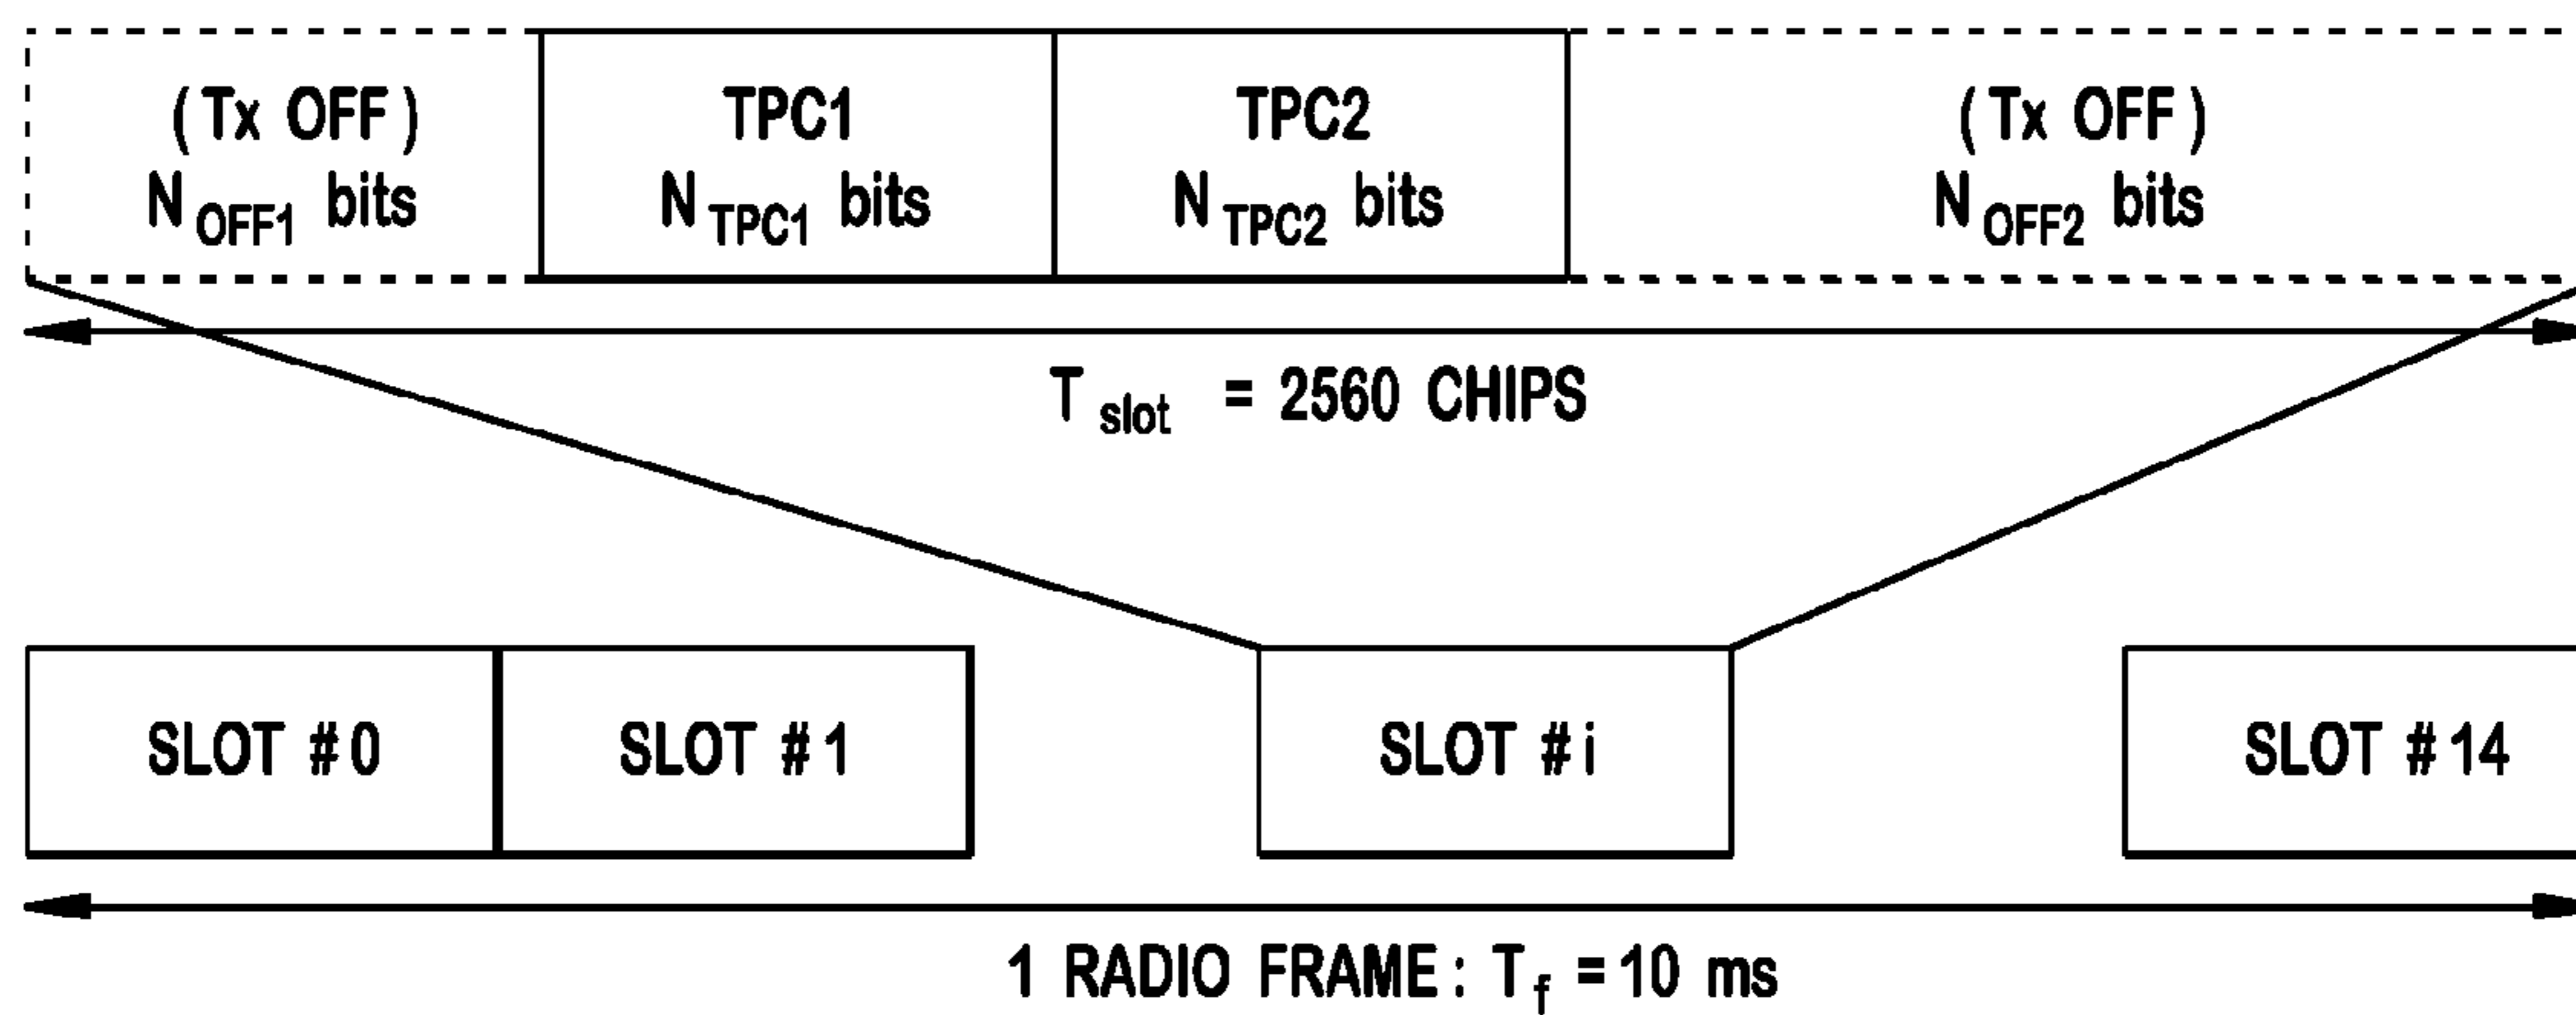 (Tx OFF) TPC1 TPC2 (Tx OFF)
N OFF1 bits N TPC1 bits N TPC2 bits N OFF2 bits
T slot = 2560 CHIPS
SLOT #0 SLOT #1 SLOT #i SLOT #14
1 RADIO FRAME: T f = 10 ms